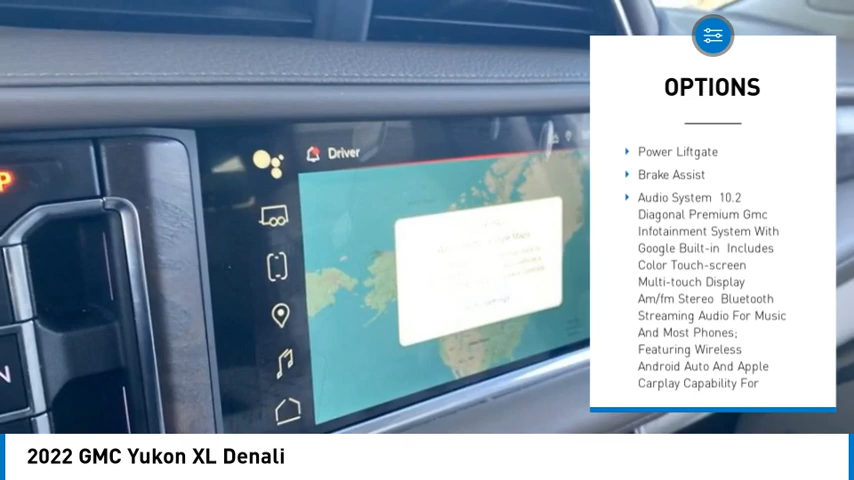 P
N
Driver
OPTIONS
Power Liftgate
Brake Assist
Audio System 10.2
Diagonal Premium Gmc
Infotainment System With
Google Built-in Includes
Color Touch-screen
Multi-touch Display
Am/fm Stereo Bluetooth
Streaming Audio For Music
And Most Phones;
Featuring Wireless
Android Auto And Apple
Carplay Capability For
2022 GMC Yukon XL Denali